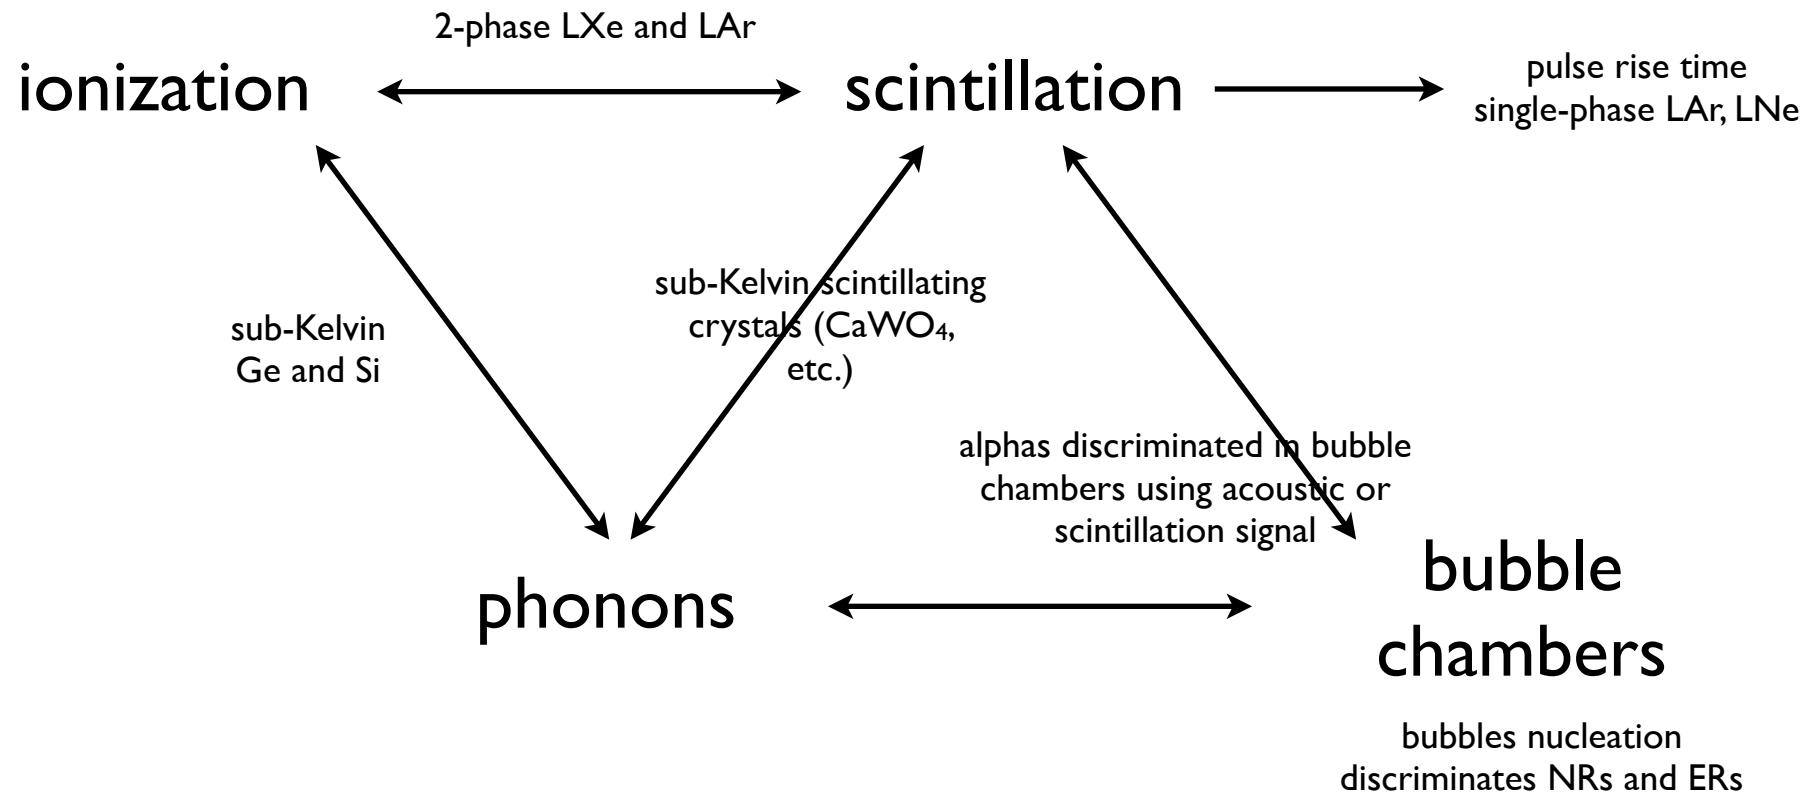 2-phase LXe and LAr
ionization
scintillation
pulse rise time
single-phase LAr, LNe
sub-Kelvin
Ge and Si
sub-Kelvin scintillating
crystals (CaWO₄,
etc.)
alphas discriminated in bubble
chambers using acoustic or
scintillation signal
phonons
bubble
chambers
bubbles nucleation
discriminates NRs and ERs